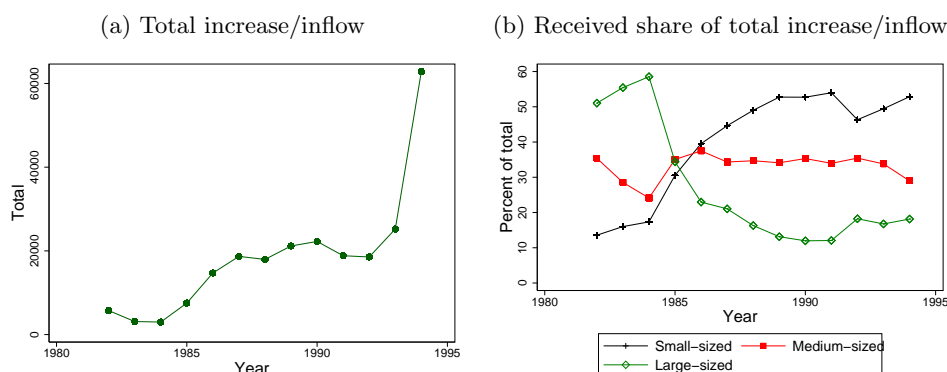 (a) Total increase/inflow
(b) Received share of total increase/inflow
Total
60000
40000
20000
0
1980
1985
1990
1995
Year
Percent of total
60
50
40
30
20
10
0
1980
1985
1990
1995
Year
Small-sized
Medium-sized
Large-sized